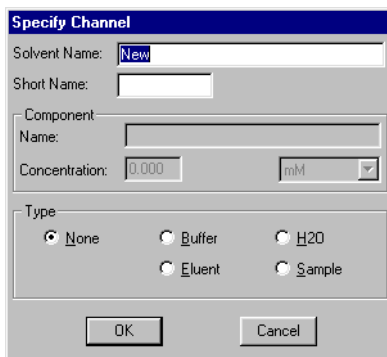 Specify Channel
Solvent Name: New
Short Name:
Component
Name:
Concentration: 0.000 mM
Type
None Buffer H2O
Eluent Sample
OK Cancel